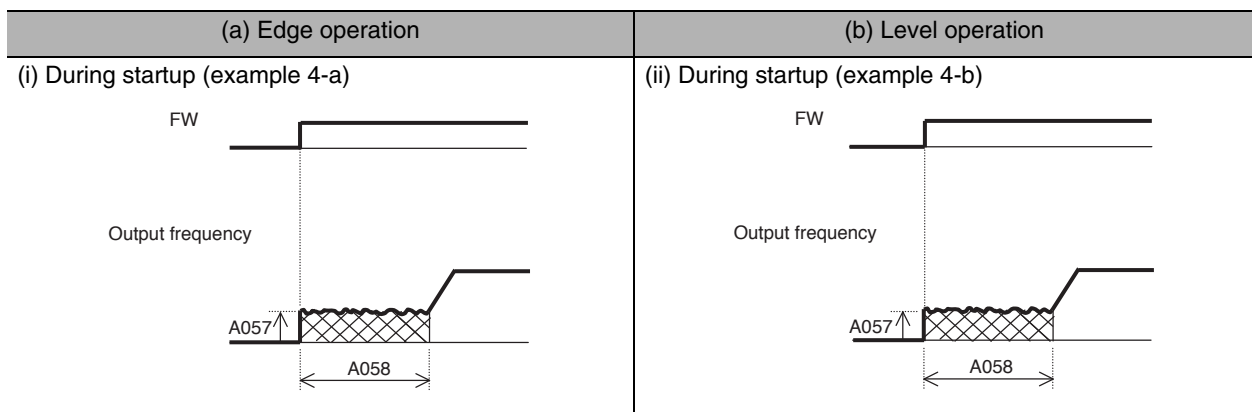 (a) Edge operation
(b) Level operation
(i) During startup (example 4-a)
FW
Output frequency
A057
A058
(ii) During startup (example 4-b)
FW
Output frequency
A057
A058